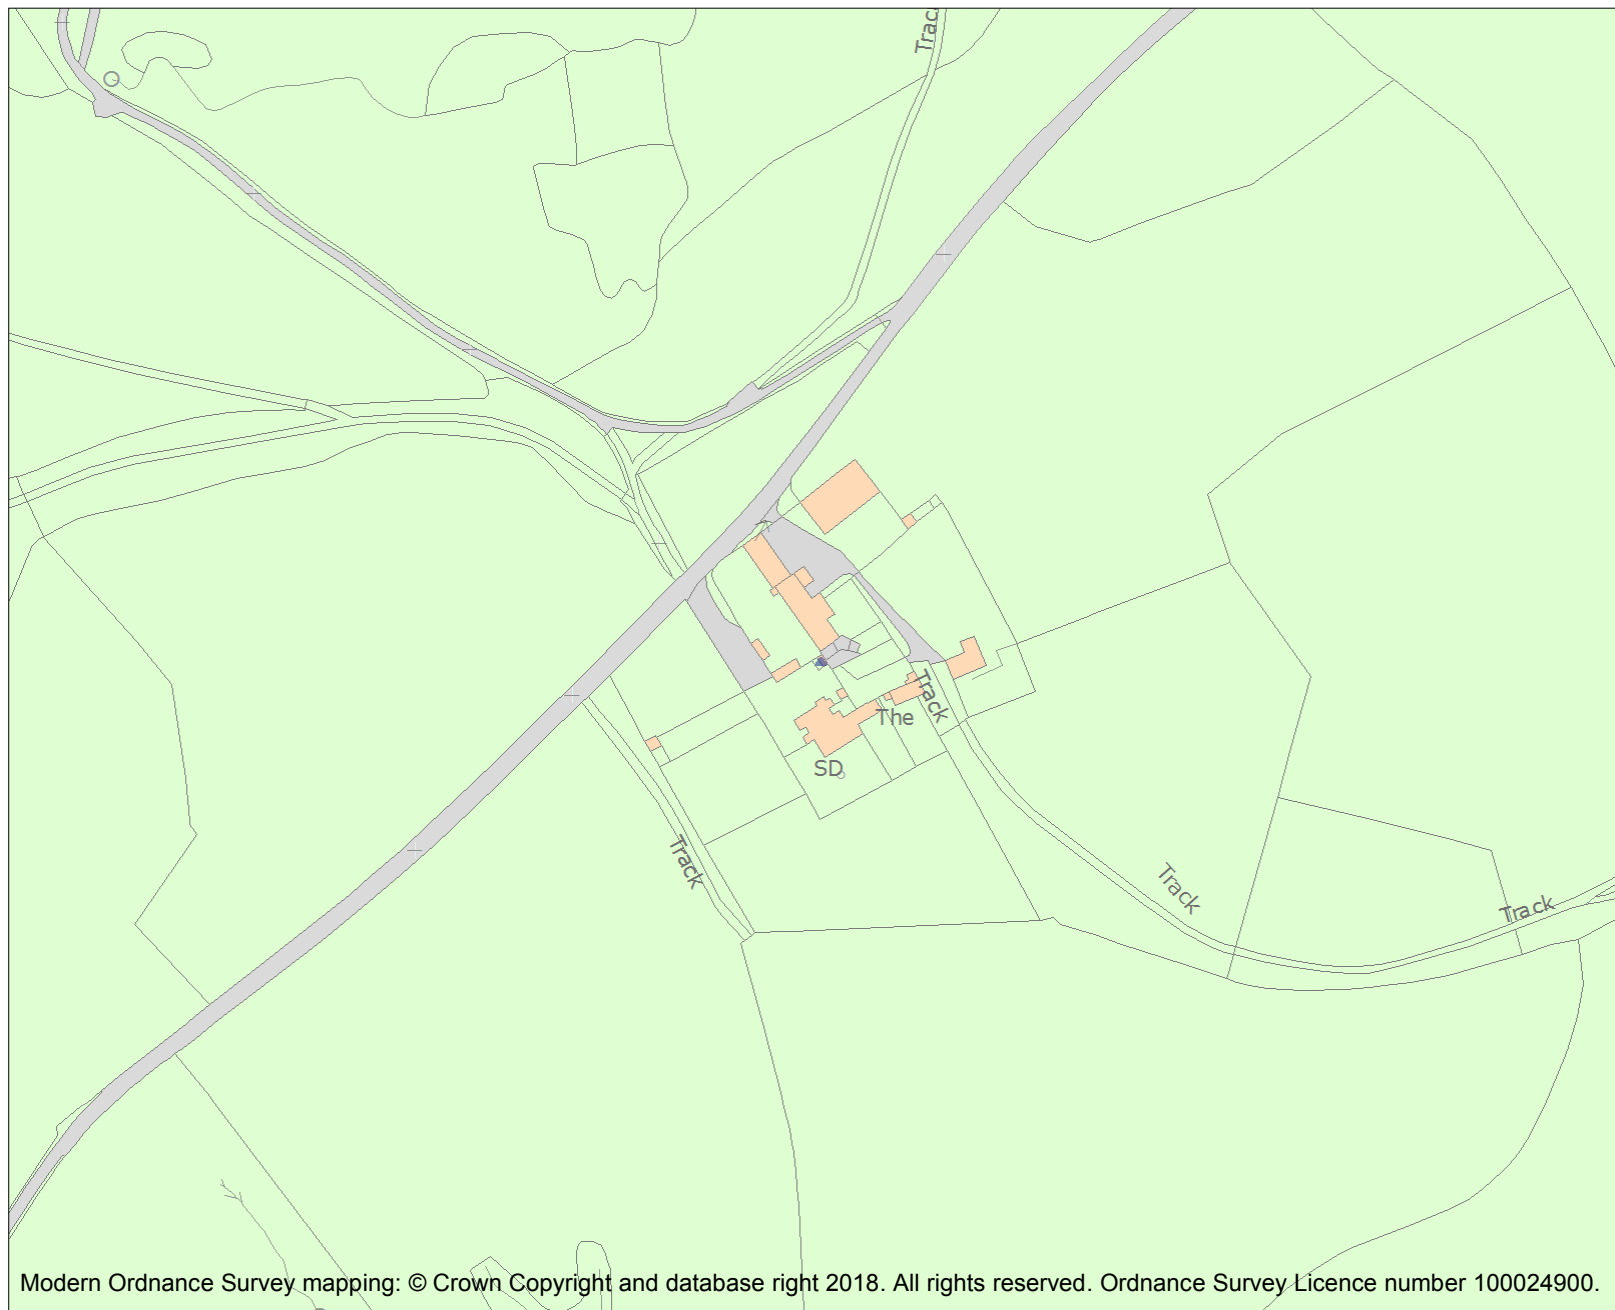 Trac
Track
The
SD
Track
Track
Track
Modern Ordnance Survey mapping: © Crown Copyright and database right 2018. All rights reserved. Ordnance Survey Licence number 100024900.